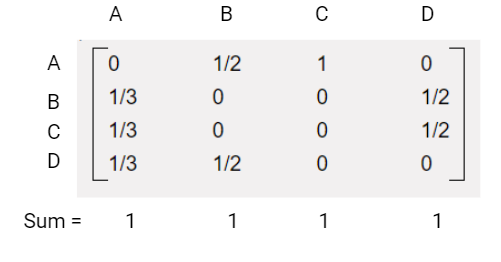 A B C D
A 0 1/2 1 0
B 1/3 0 0 1/2
C 1/3 0 0 1/2
D 1/3 1/2 0 0
Sum = 1 1 1 1